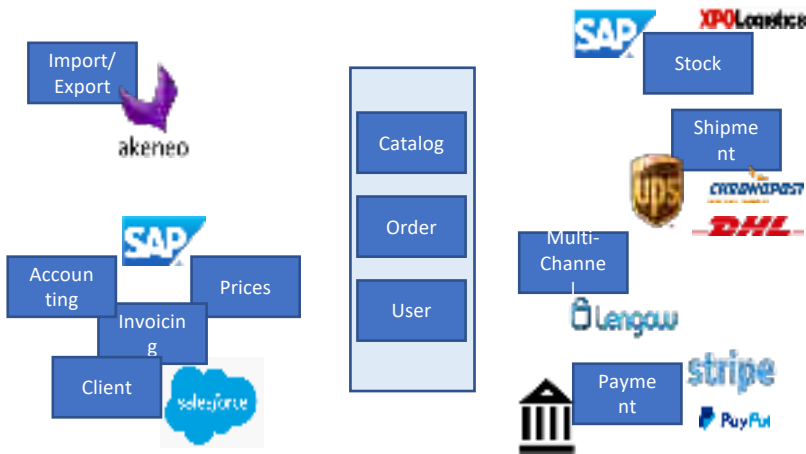 Import/
Export
akeneo
SAP
Accoun
ting
Prices
Invoicin
g
Client
salesforce
Catalog
Order
User
SAP
XPOLogistics
Stock
Shipme
nt
ups
CHRONOPOST
DHL
Multi-
Channe
l
Lengow
Payme
nt
stripe
PayPal